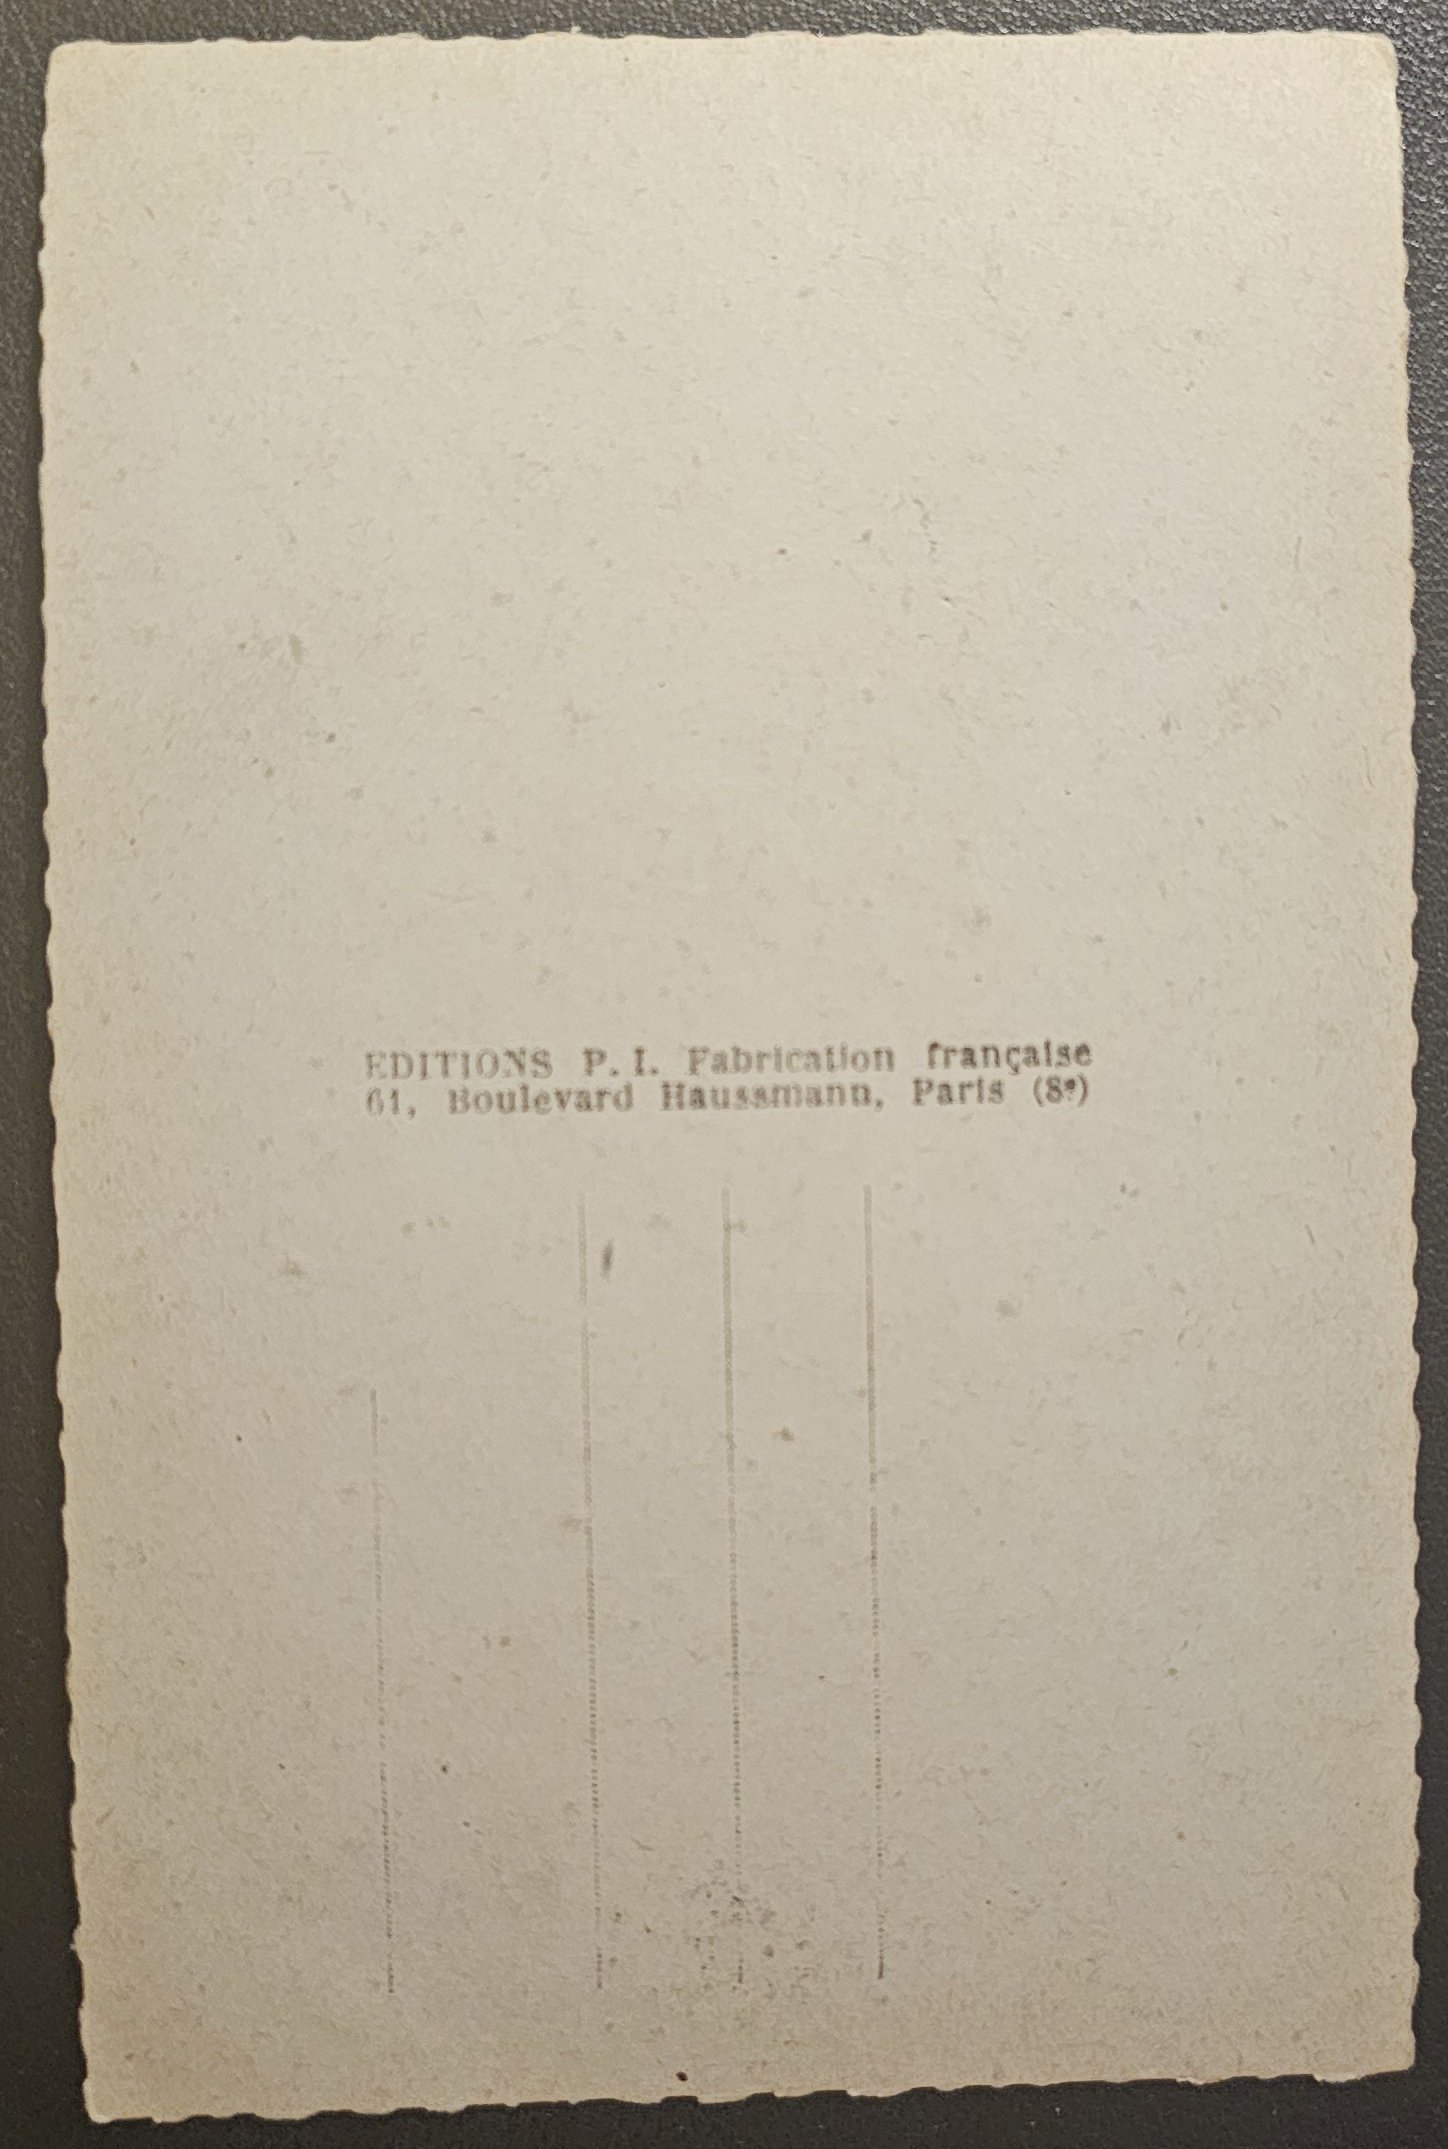 EDITIONS P. I. Fabrication française
61, Boulevard Haussmann, Paris (8e)